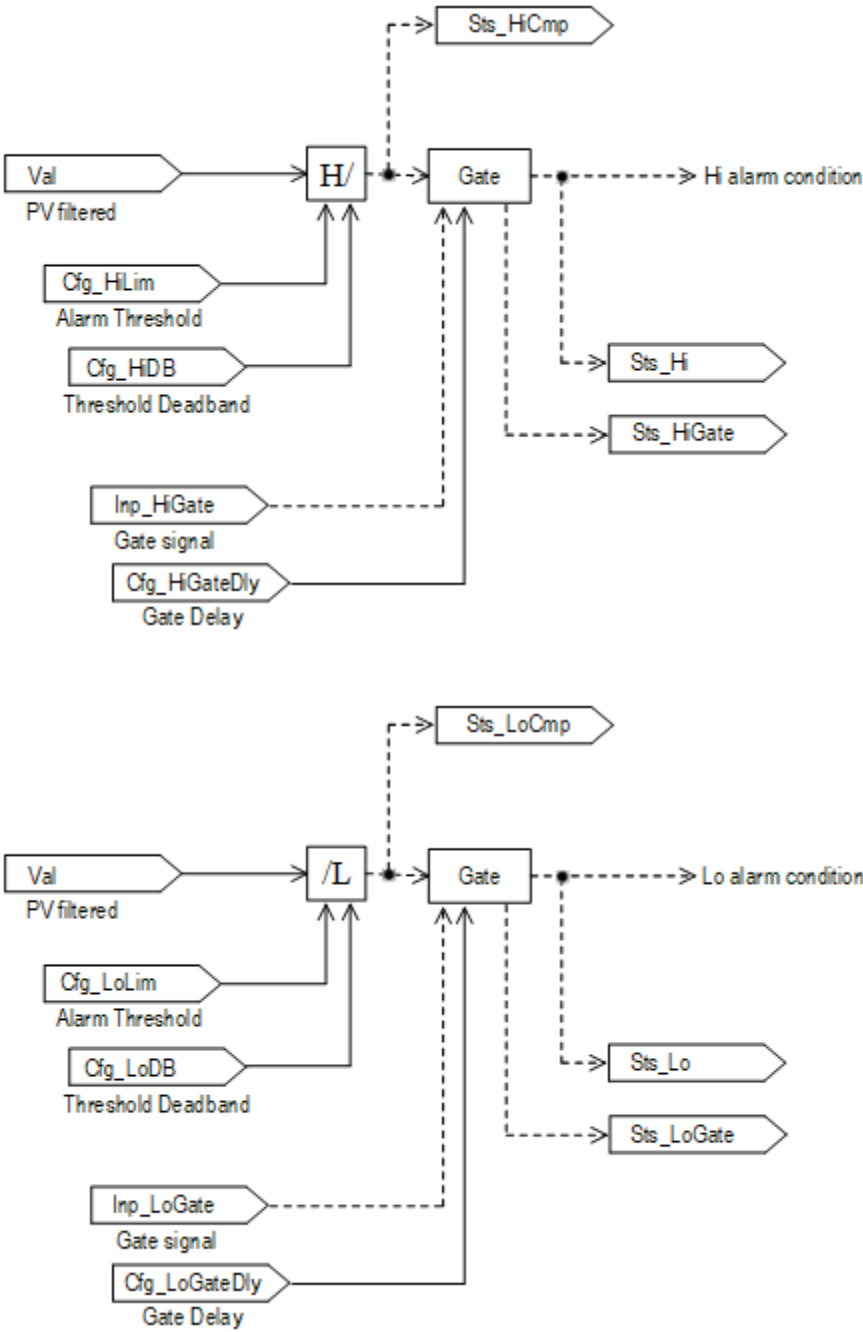 Sts_HiCmp
Val
H/
Gate
Hi alarm condition
PV filtered
Cfg_HiLim
Alarm Threshold
Cfg_HiDB
Sts_Hi
Threshold Deadband
Sts_HiGate
Inp_HiGate
Gate signal
Cfg_HiGateDly
Gate Delay
Sts_LoCmp
Val
/L
Gate
Lo alarm condition
PV filtered
Cfg_LoLim
Alarm Threshold
Cfg_LoDB
Sts_Lo
Threshold Deadband
Sts_LoGate
Inp_LoGate
Gate signal
Cfg_LoGateDly
Gate Delay